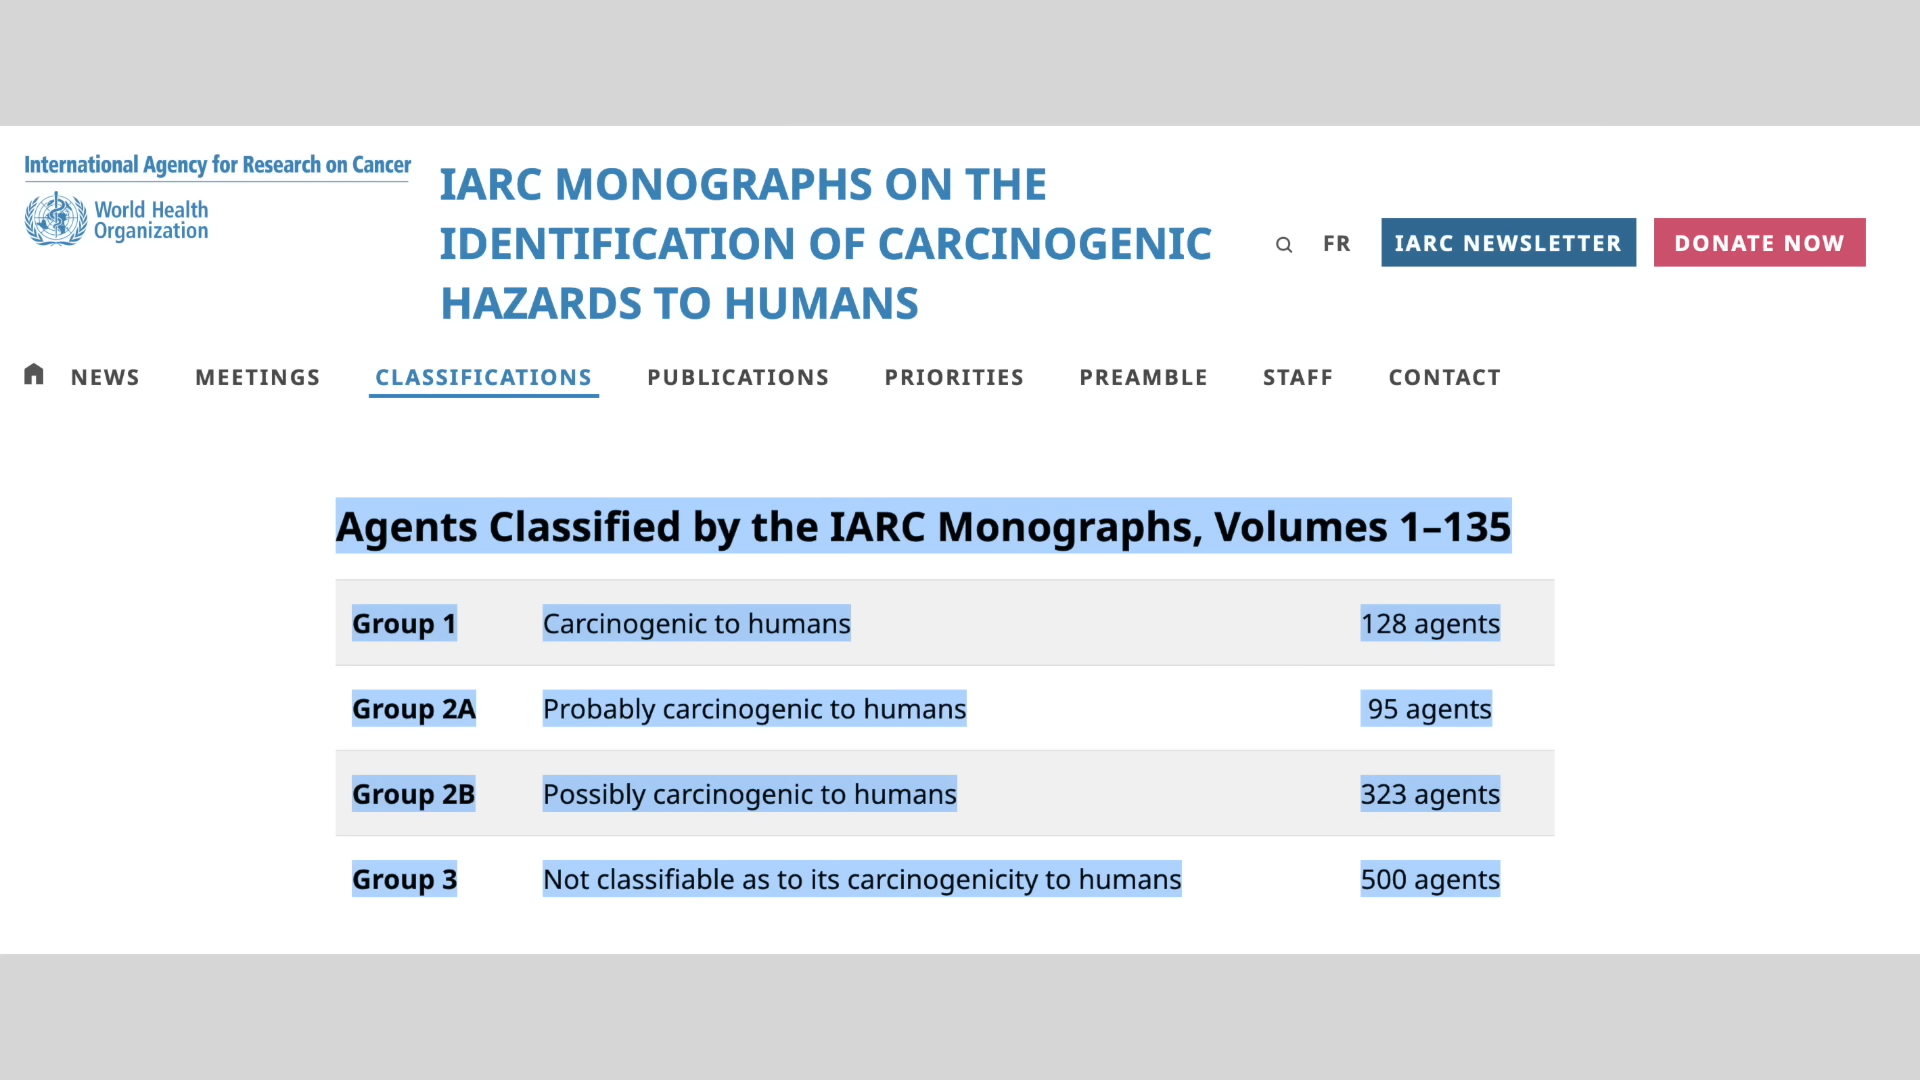 International Agency for Research on Cancer
World Health
Organization
IARC MONOGRAPHS ON THE
IDENTIFICATION OF CARCINOGENIC
HAZARDS TO HUMANS
FR
IARC NEWSLETTER
DONATE NOW
NEWS
MEETINGS
CLASSIFICATIONS
PUBLICATIONS
PRIORITIES
PREAMBLE
STAFF
CONTACT
Agents Classified by the IARC Monographs, Volumes 1–135
Group 1 Carcinogenic to humans 128 agents
Group 2A Probably carcinogenic to humans 95 agents
Group 2B Possibly carcinogenic to humans 323 agents
Group 3 Not classifiable as to its carcinogenicity to humans 500 agents